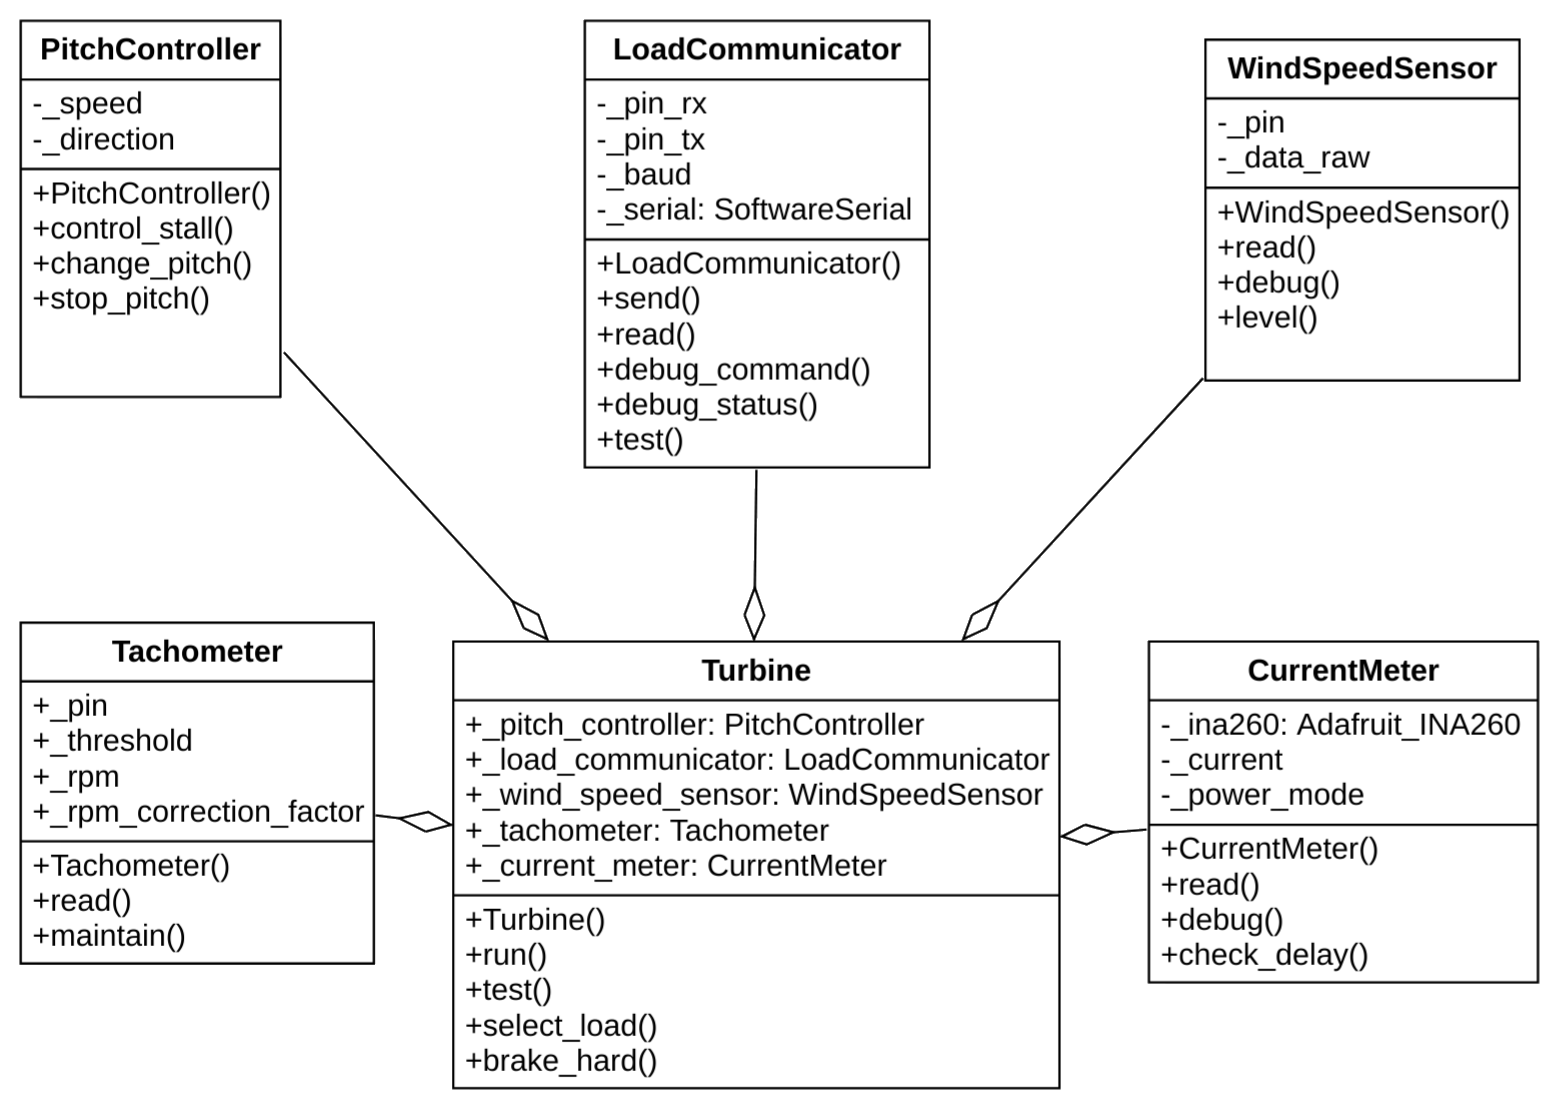 PitchController
-_speed
-_direction
+PitchController()
+control_stall()
+change_pitch()
+stop_pitch()
LoadCommunicator
-_pin_rx
-_pin_tx
-_baud
-_serial: SoftwareSerial
+LoadCommunicator()
+send()
+read()
+debug_command()
+debug_status()
+test()
WindSpeedSensor
-_pin
-_data_raw
+WindSpeedSensor()
+read()
+debug()
+level()
Tachometer
+_pin
+_threshold
+_rpm
+_rpm_correction_factor
+Tachometer()
+read()
+maintain()
Turbine
+_pitch_controller: PitchController
+_load_communicator: LoadCommunicator
+_wind_speed_sensor: WindSpeedSensor
+_tachometer: Tachometer
+_current_meter: CurrentMeter
+Turbine()
+run()
+test()
+select_load()
+brake_hard()
CurrentMeter
-_ina260: Adafruit_INA260
-_current
-_power_mode
+CurrentMeter()
+read()
+debug()
+check_delay()